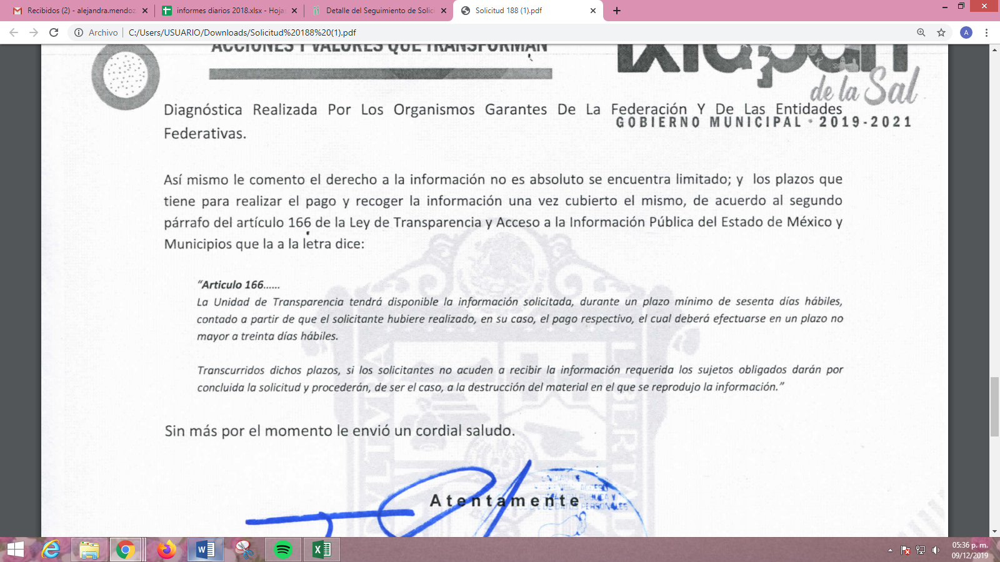 Recibidos (2) - alejandra.mendoz
informes diarios 2018.xlsx - Hoja
Detalle del Seguimiento de Solici
Solicitud 188 (1).pdf
Archivo
C:/Users/USUARIO/Downloads/Solicitud%20188%20(1).pdf
A
ACCIONES Y VALORES QUE TRANSFORMAN
Ixtapan
de la Sal
GOBIERNO MUNICIPAL • 2019-2021
Diagnóstica Realizada Por Los Organismos Garantes De La Federación Y De Las Entidades
Federativas.
Así mismo le comento el derecho a la información no es absoluto se encuentra limitado; y los plazos que
tiene para realizar el pago y recoger la información una vez cubierto el mismo, de acuerdo al segundo
párrafo del artículo 166 de la Ley de Transparencia y Acceso a la Información Pública del Estado de México y
Municipios que la a la letra dice:
“Articulo 166......
La Unidad de Transparencia tendrá disponible la información solicitada, durante un plazo mínimo de sesenta días hábiles,
contado a partir de que el solicitante hubiere realizado, en su caso, el pago respectivo, el cual deberá efectuarse en un plazo no
mayor a treinta días hábiles.
Transcurridos dichos plazos, si los solicitantes no acuden a recibir la información requerida los sujetos obligados darán por
concluida la solicitud y procederán, de ser el caso, a la destrucción del material en el que se reprodujo la información.”
Sin más por el momento le envió un cordial saludo.
Atentamente
DE DATOS PERSONALES
LIBERTAD
05:36 p. m.
09/12/2019